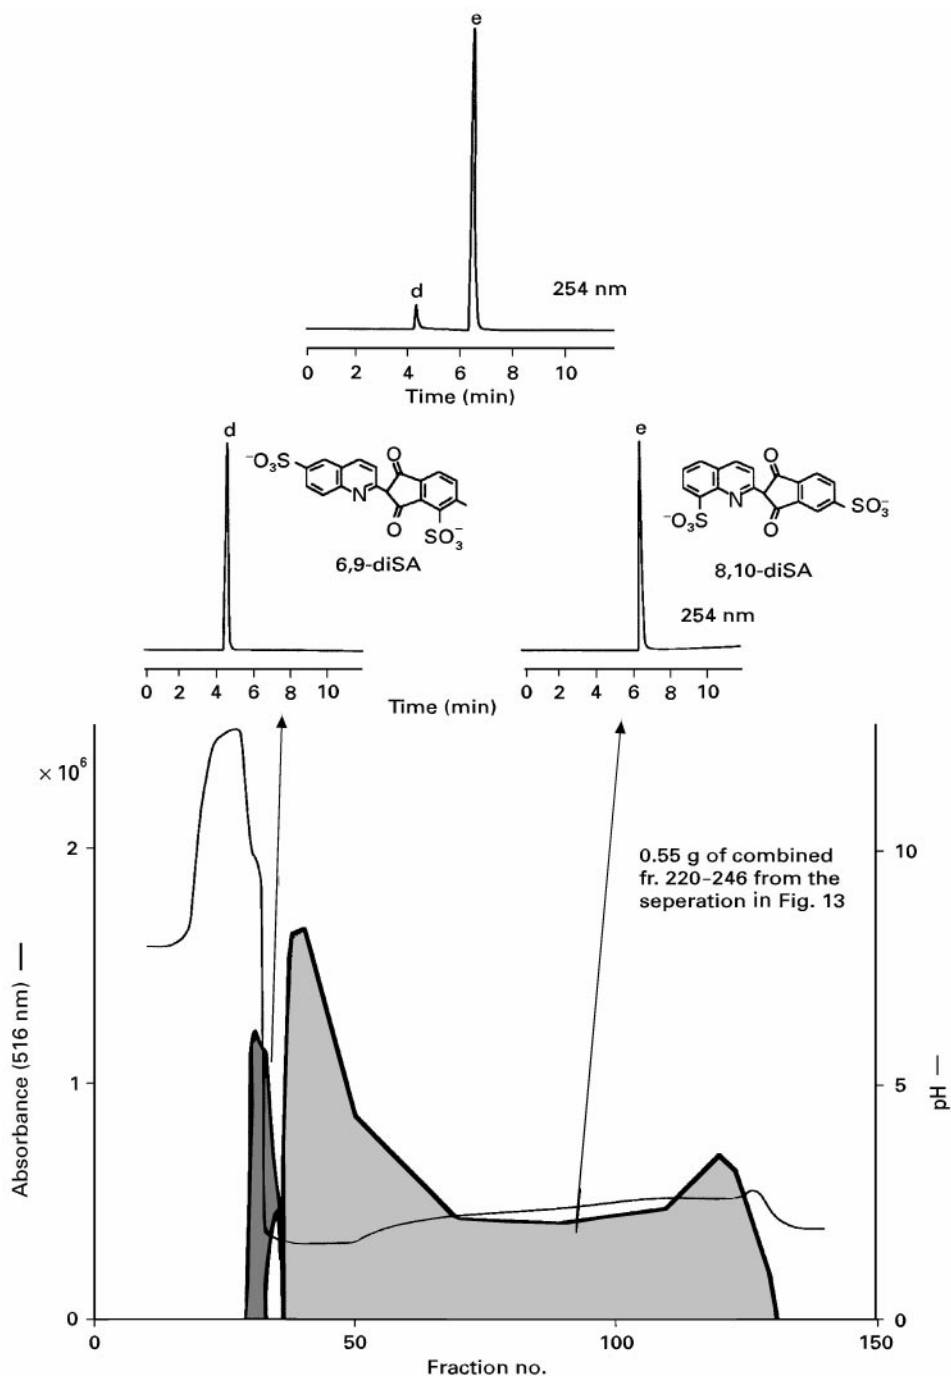 e
d
254 nm
0 2 4 6 8 10
Time (min)
d
⁻O₃S
O
N
O
SO₃⁻
6,9-diSA
e
O
N
⁻O₃S
O
SO₃⁻
8,10-diSA
254 nm
0 2 4 6 8 10
0 2 4 6 8 10
Time (min)
× 10⁶
2
1
0
Absorbance (516 nm) —
10
5
0
pH —
0.55 g of combined
fr. 220–246 from the
seperation in Fig. 13
0 50 100 150
Fraction no.